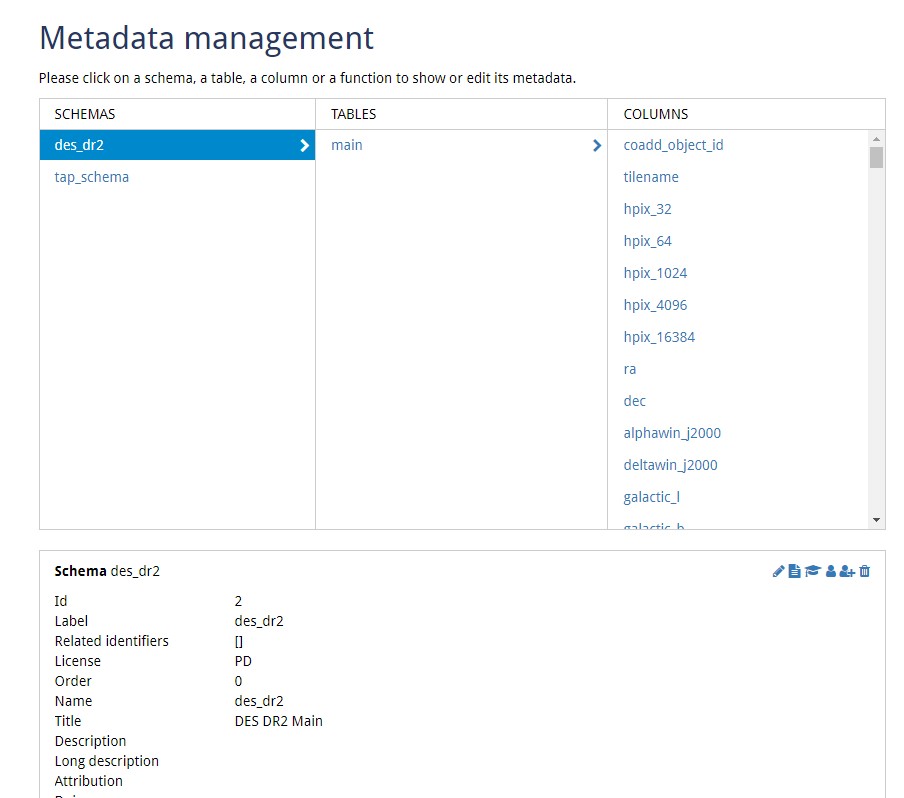 Metadata management
Please click on a schema, a table, a column or a function to show or edit its metadata.
SCHEMAS
des_dr2
tap_schema
TABLES
main
COLUMNS
coadd_object_id
tilename
hpix_32
hpix_64
hpix_1024
hpix_4096
hpix_16384
ra
dec
alphawin_j2000
deltawin_j2000
galactic_l
galactic_b
Schema des_dr2
Id 2
Label des_dr2
Related identifiers []
License PD
Order 0
Name des_dr2
Title DES DR2 Main
Description
Long description
Attribution